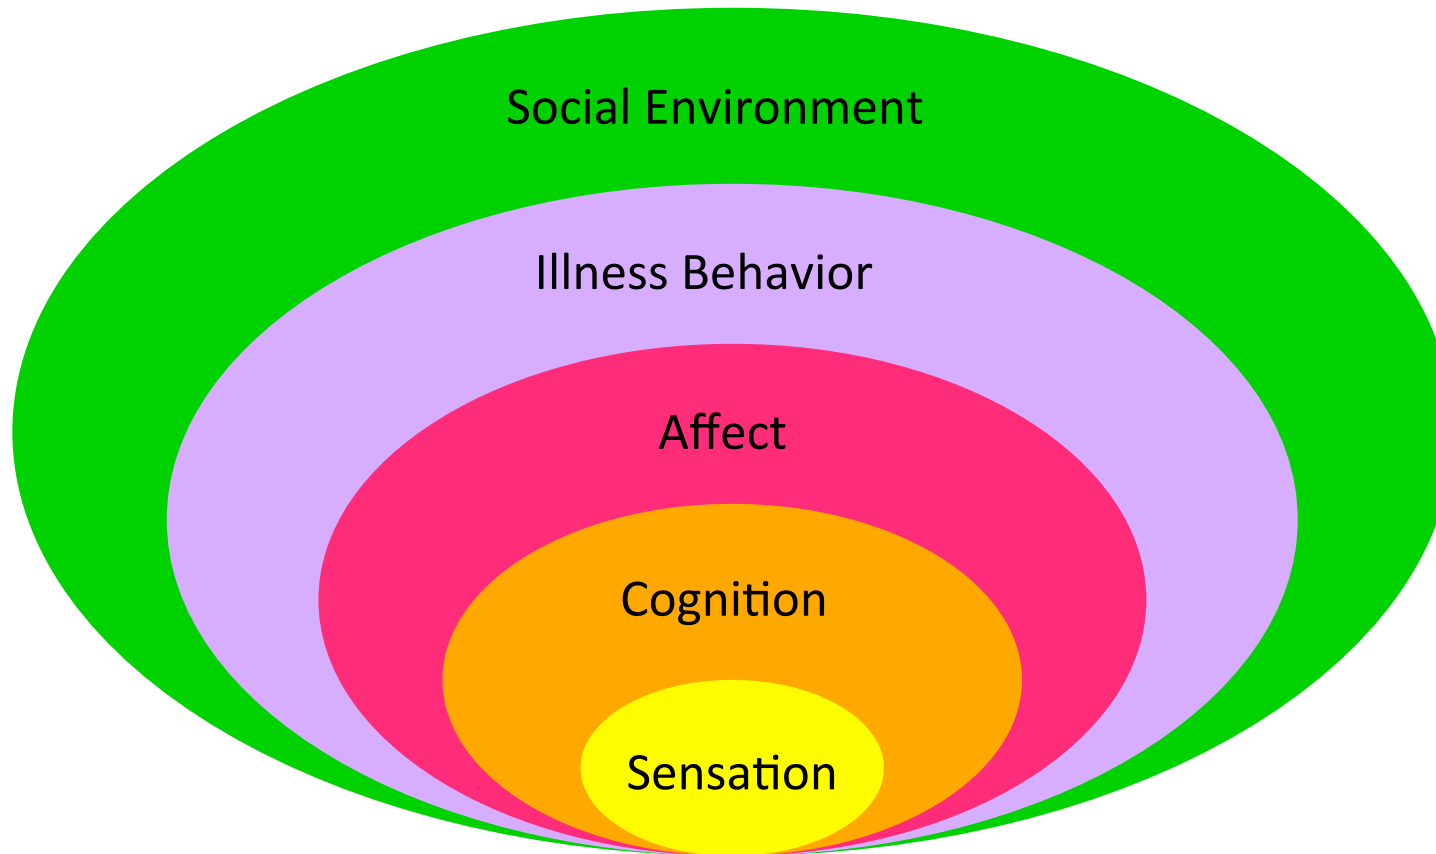 Social Environment
Illness Behavior
Affect
Cognition
Sensation